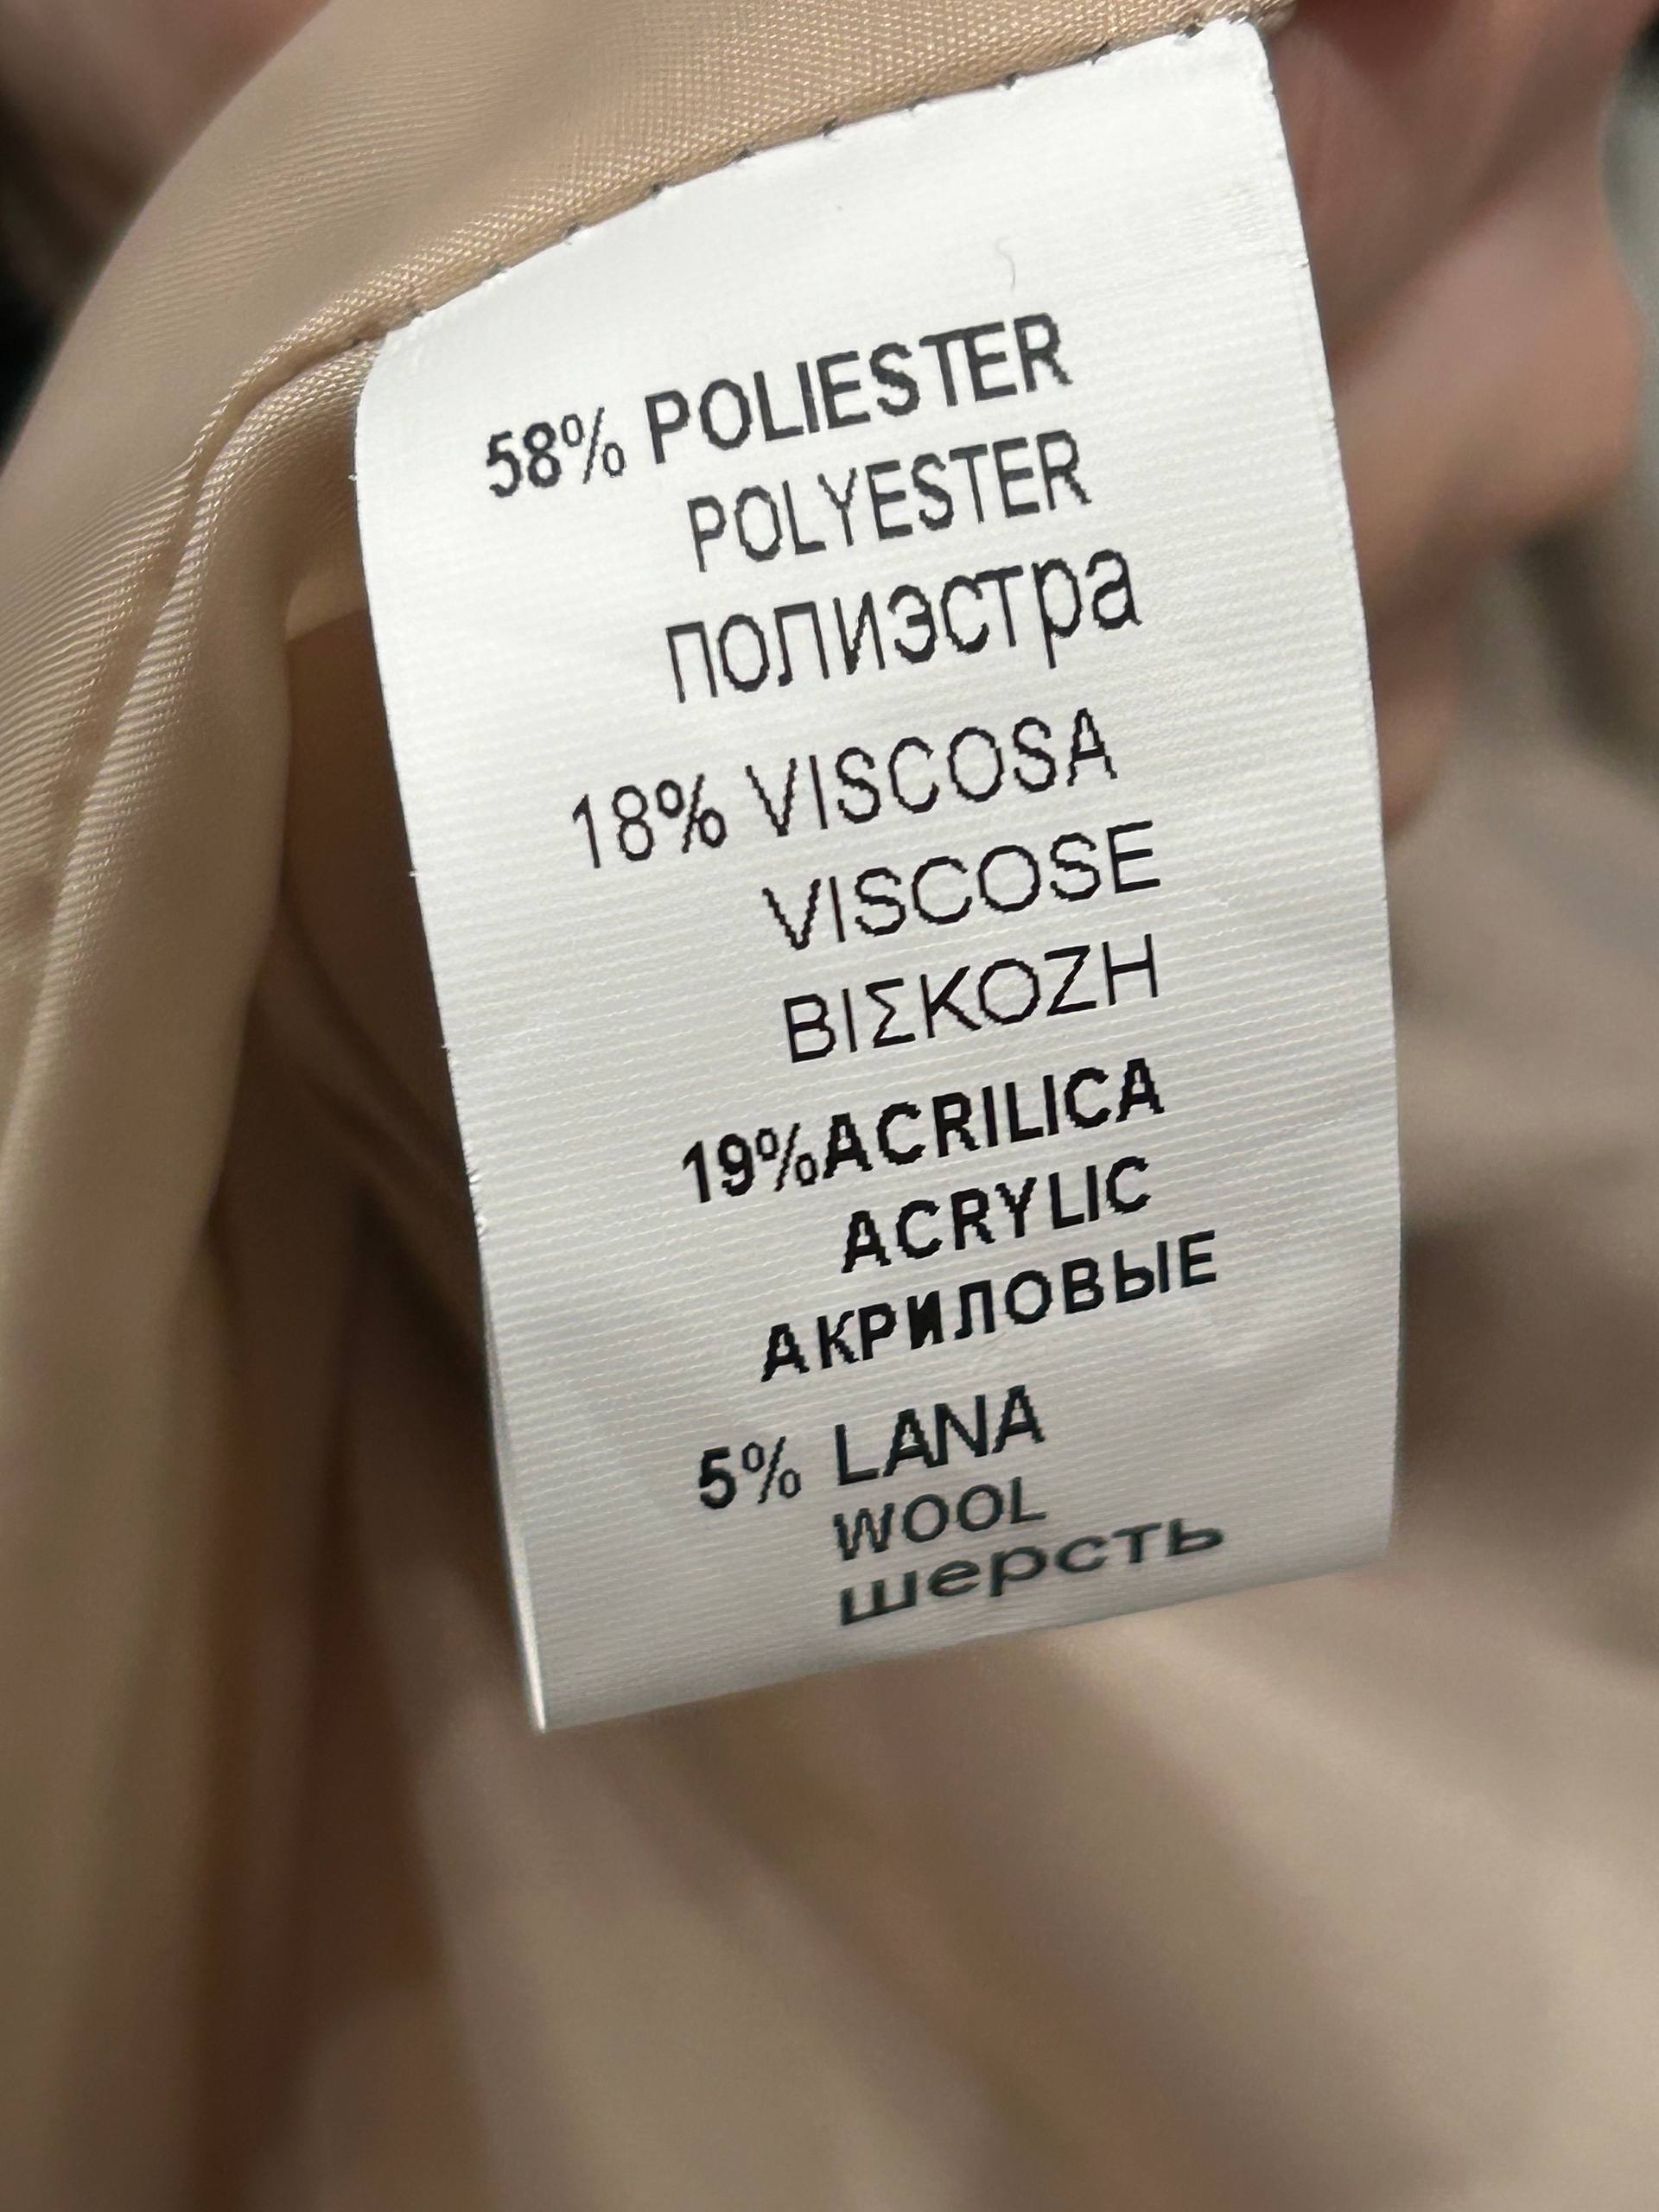 58% POLIESTER
POLYESTER
полиэстра
18% VISCOSA
VISCOSE
ΒΙΣΚΟΖΗ
19%ACRILICA
ACRYLIC
АКРИЛОВЫЕ
5% LANA
WOOL
шерсть